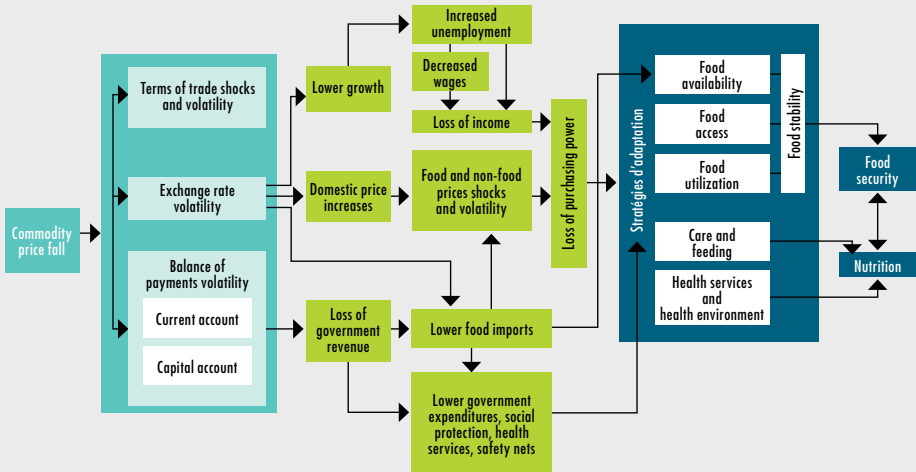 Commodity
price fall
Terms of trade shocks
and volatility
Exchange rate
volatility
Balance of
payments volatility
Current account
Capital account
Lower growth
Domestic price
increases
Loss of
government
revenue
Increased
unemployment
Decreased
wages
Loss of income
Food and non-food
prices shocks
and volatility
Lower food imports
Lower government
expenditures, social
protection, health
services, safety nets
Loss of purchasing power
Stratégies d'adaptation
Food
availability
Food
access
Food
utilization
Food stability
Care and
feeding
Health services
and
health environment
Food
security
Nutrition